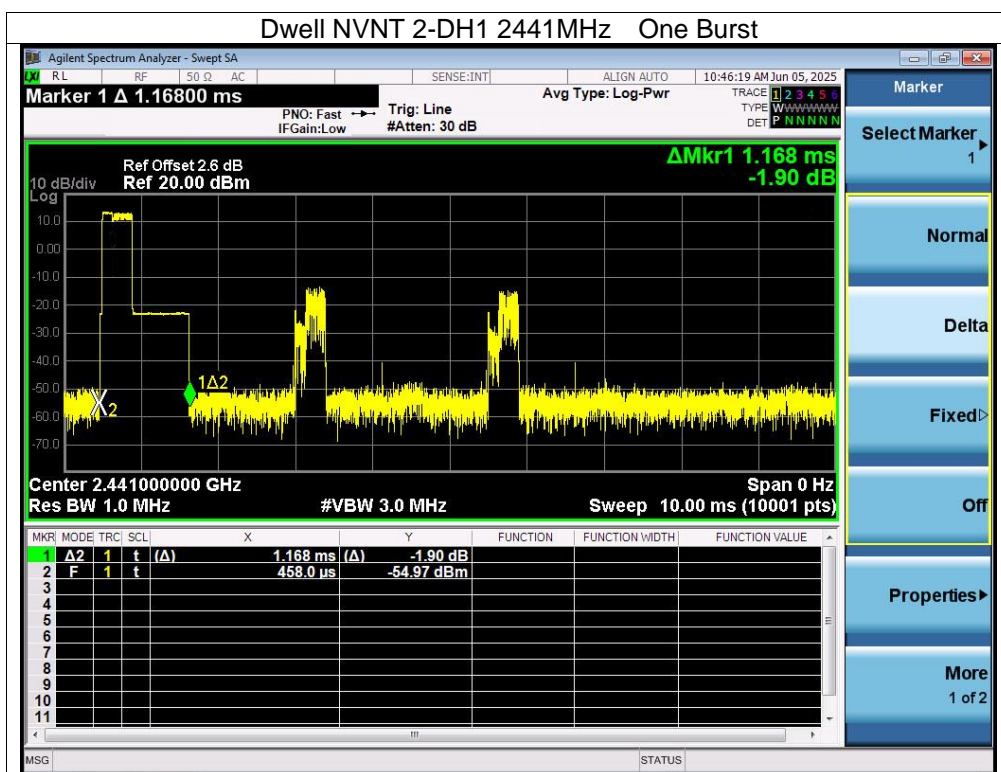 Dwell NVNT 2-DH1 2441MHz One Burst
Agilent Spectrum Analyzer - Swept SA
LXI RL RF 50 Ω AC SENSE:INT ALIGN AUTO 10:46:19 AM Jun 05, 2025
Marker 1 Δ 1.16800 ms
PNO: Fast
IFGain:Low
Trig: Line
#Atten: 30 dB
Avg Type: Log-Pwr
TRACE 1 2 3 4 5 6
TYPE WWWWWW
DET P N N N N N
Marker
Select Marker
1
Normal
Delta
Fixed
Off
Properties
More
1 of 2
ΔMkr1 1.168 ms
-1.90 dB
Ref Offset 2.6 dB
10 dB/div Ref 20.00 dBm
Log
10.0
0.00
-10.0
-20.0
-30.0
-40.0
-50.0
-60.0
-70.0
1Δ2
2
Center 2.441000000 GHz Span 0 Hz
Res BW 1.0 MHz #VBW 3.0 MHz Sweep 10.00 ms (10001 pts)
MKR MODE TRC SCL X Y FUNCTION FUNCTION WIDTH FUNCTION VALUE
1 Δ2 1 t (Δ) 1.168 ms (Δ) -1.90 dB
2 F 1 t 458.0 µs -54.97 dBm
3
4
5
6
7
8
9
10
11
MSG STATUS